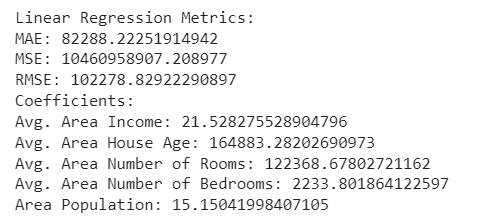 Linear Regression Metrics:
MAE: 82288.22251914942
MSE: 10460958907.208977
RMSE: 102278.82922290897
Coefficients:
Avg. Area Income: 21.528275528904796
Avg. Area House Age: 164883.28202690973
Avg. Area Number of Rooms: 122368.67802721162
Avg. Area Number of Bedrooms: 2233.801864122597
Area Population: 15.15041998407105